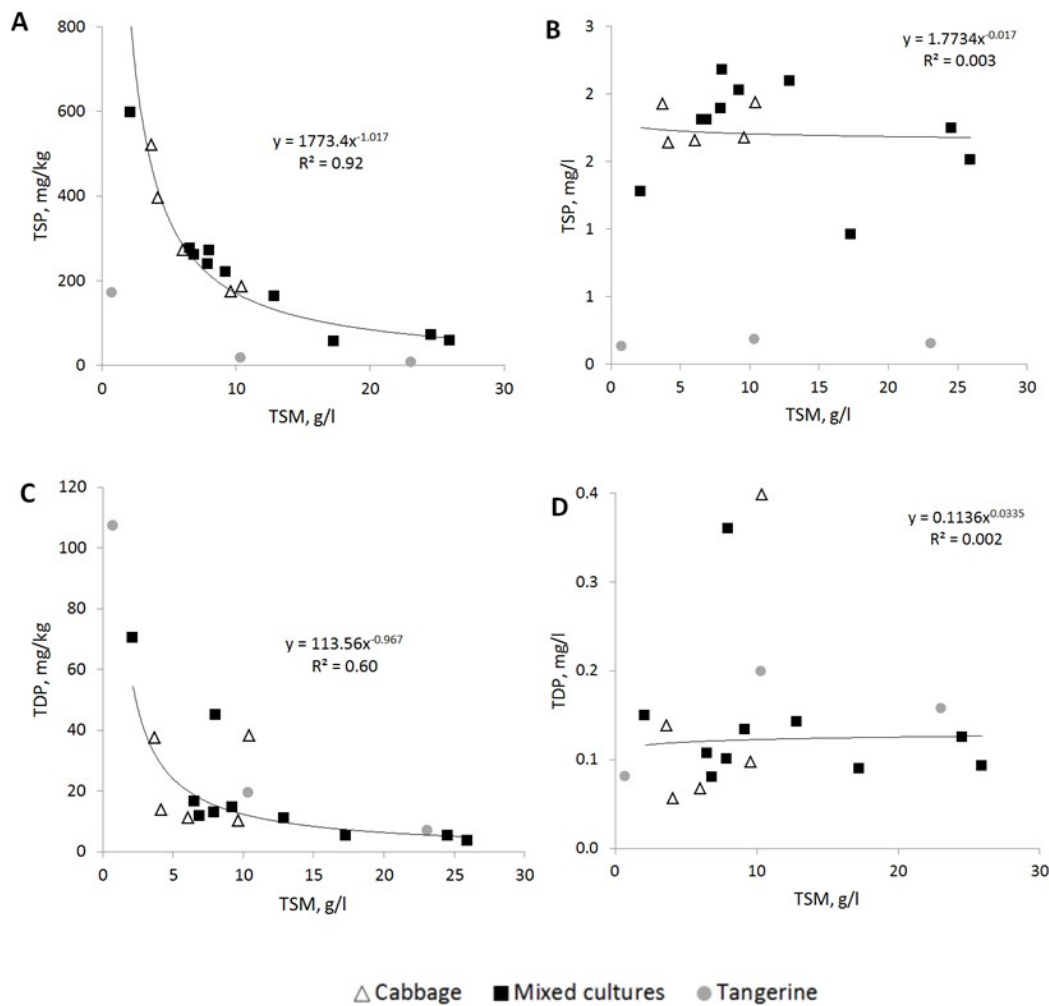 A
800
600
400
200
0
0 5 10 15 20 25 30
TSP, mg/kg
TSM, g/l
y = 1773.4x^-1.017
R² = 0.92
B
3
2
2
1
1
0
0 5 10 15 20 25 30
TSP, mg/l
TSM, g/l
y = 1.7734x^-0.017
R² = 0.003
C
120
100
80
60
40
20
0
0 5 10 15 20 25 30
TDP, mg/kg
TSM, g/l
y = 113.56x^-0.967
R² = 0.60
D
0.4
0.3
0.2
0.1
0.0
0 10 20 30
TDP, mg/l
TSM, g/l
y = 0.1136x^0.0335
R² = 0.002
Cabbage Mixed cultures Tangerine